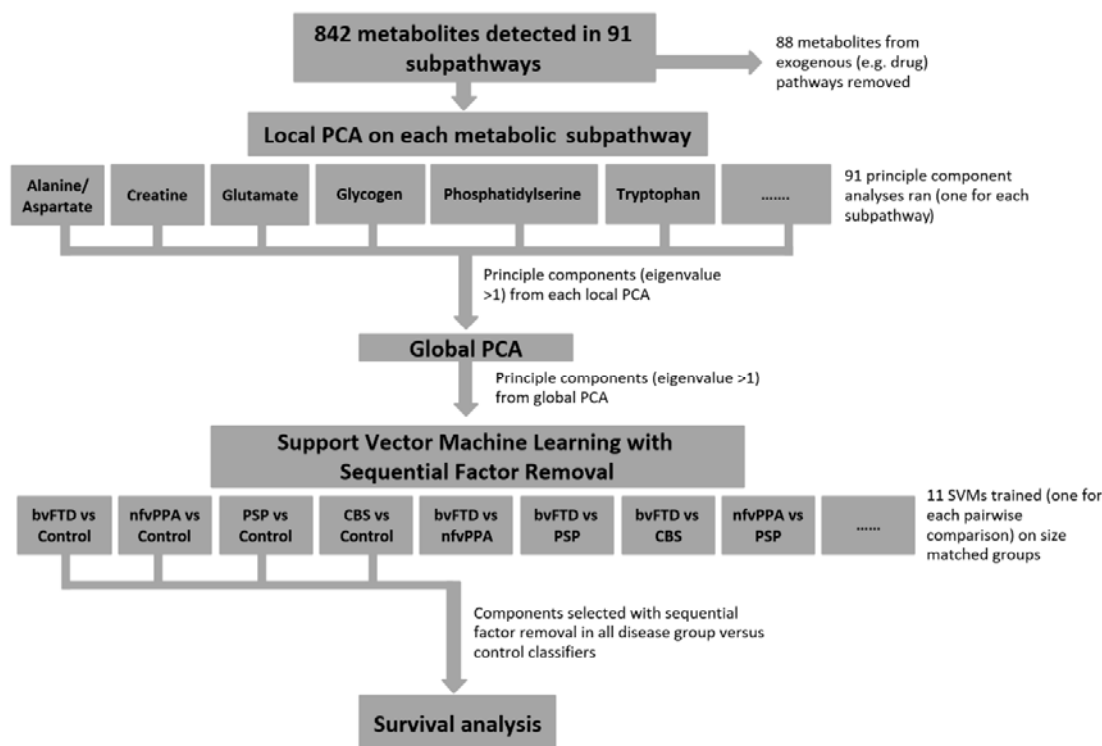 842 metabolites detected in 91
subpathways
88 metabolites from
exogenous (e.g. drug)
pathways removed
Local PCA on each metabolic subpathway
Alanine/
Aspartate
Creatine
Glutamate
Glycogen
Phosphatidylserine
Tryptophan
.......
91 principle component
analyses ran (one for each
subpathway)
Principle components (eigenvalue
>1) from each local PCA
Global PCA
Principle components (eigenvalue >1)
from global PCA
Support Vector Machine Learning with
Sequential Factor Removal
bvFTD vs
Control
nfvPPA vs
Control
PSP vs
Control
CBS vs
Control
bvFTD vs
nfvPPA
bvFTD vs
PSP
bvFTD vs
CBS
nfvPPA vs
PSP
......
11 SVMs trained (one for
each pairwise
comparison) on size
matched groups
Components selected with sequential
factor removal in all disease group versus
control classifiers
Survival analysis